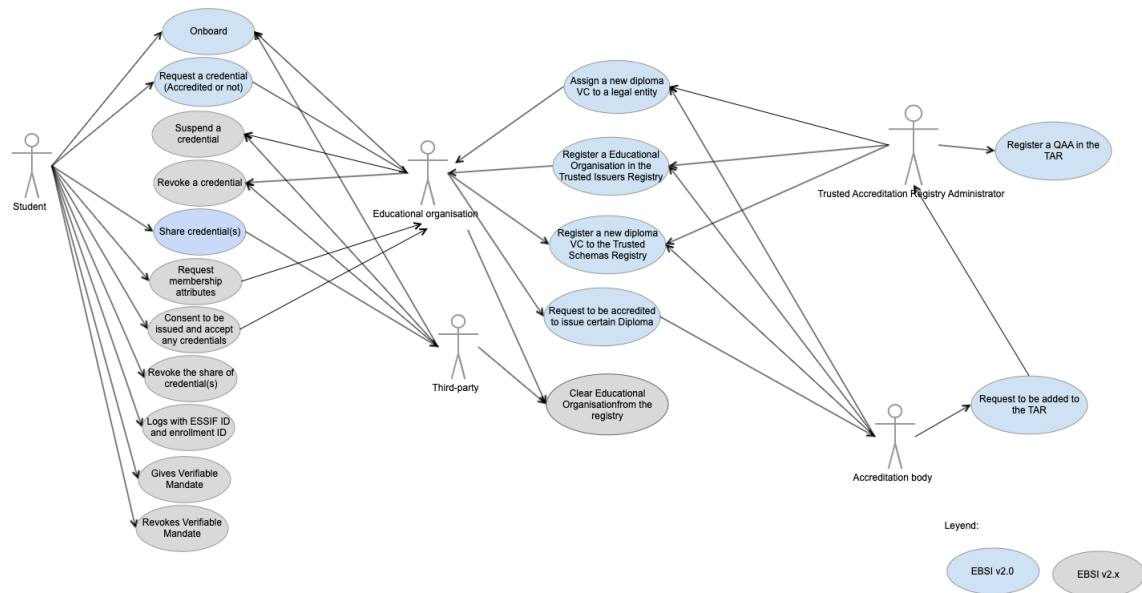 Onboard
Request a credential
(Accredited or not)
Suspend a
credential
Revoke a credential
Student
Share credential(s)
Request
membership
attributes
Consent to be
issued and accept
any credentials
Revoke the share of
credential(s)
Logs with ESSIF ID
and enrollment ID
Gives Verifiable
Mandate
Revokes Verifiable
Mandate
Educational organisation
Third-party
Assign a new diploma
VC to a legal entity
Register a Educational
Organisation in the
Trusted Issuers Registry
Register a new diploma
VC to the Trusted
Schemas Registry
Request to be accredited
to issue certain Diploma
Clear Educational
Organisationfrom the
registry
Trusted Accreditation Registry Administrator
Register a QAA in the
TAR
Request to be added to
the TAR
Accreditation body
Leyend:
EBSI v2.0
EBSI v2.x